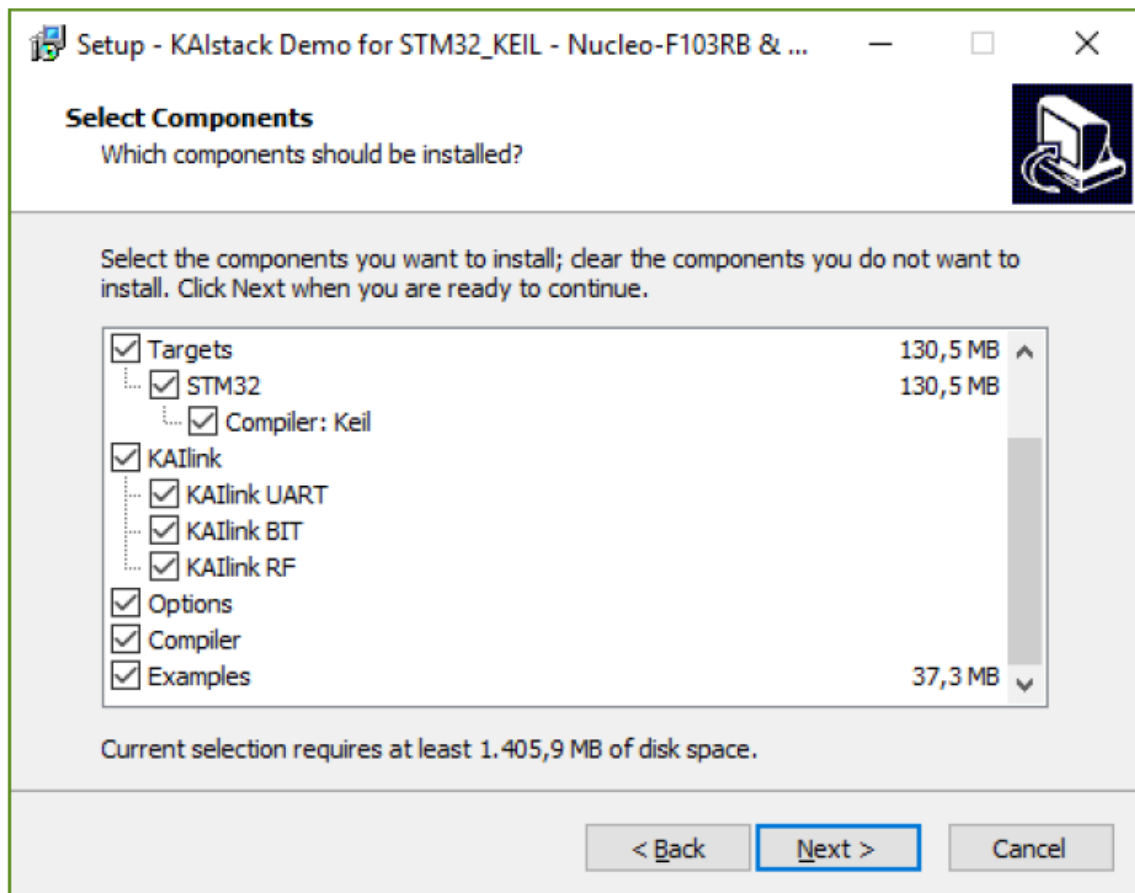 Setup - KAIstack Demo for STM32_KEIL - Nucleo-F103RB & ...
Select Components
Which components should be installed?
Select the components you want to install; clear the components you do not want to
install. Click Next when you are ready to continue.
Targets 130,5 MB
STM32 130,5 MB
Compiler: Keil
KAIlink
KAIlink UART
KAIlink BIT
KAIlink RF
Options
Compiler
Examples 37,3 MB
Current selection requires at least 1.405,9 MB of disk space.
< Back Next > Cancel